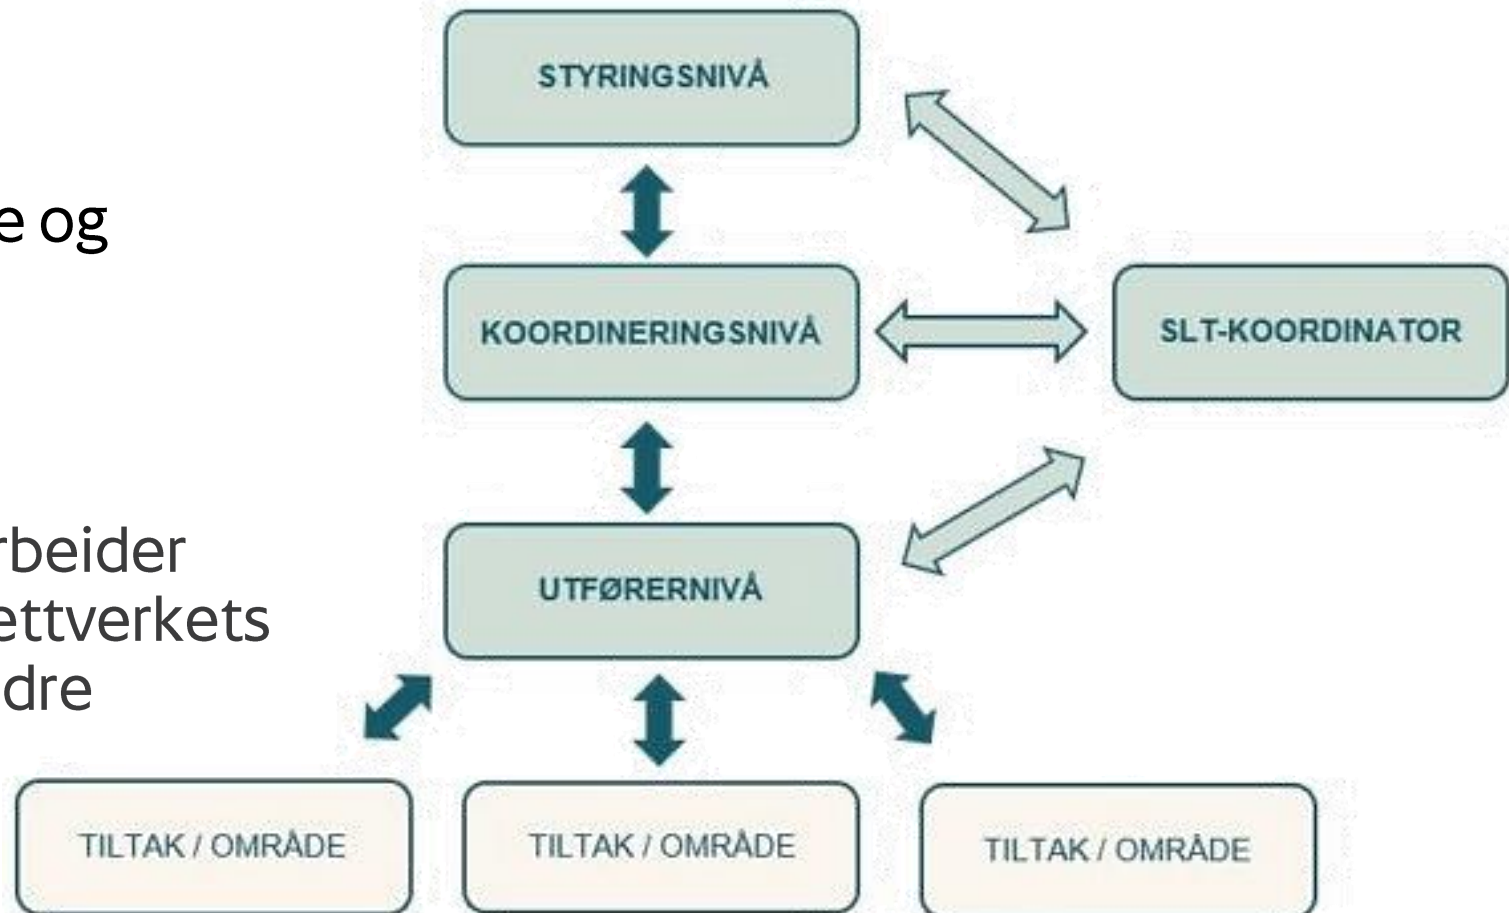 STYRINGSNIVÅ
e og
KOORDINERINGSNIVÅ
SLT-KOORDINATOR
rbeider
ettverkets
dre
UTFØRERNIVÅ
TILTAK / OMRÅDE
TILTAK / OMRÅDE
TILTAK / OMRÅDE